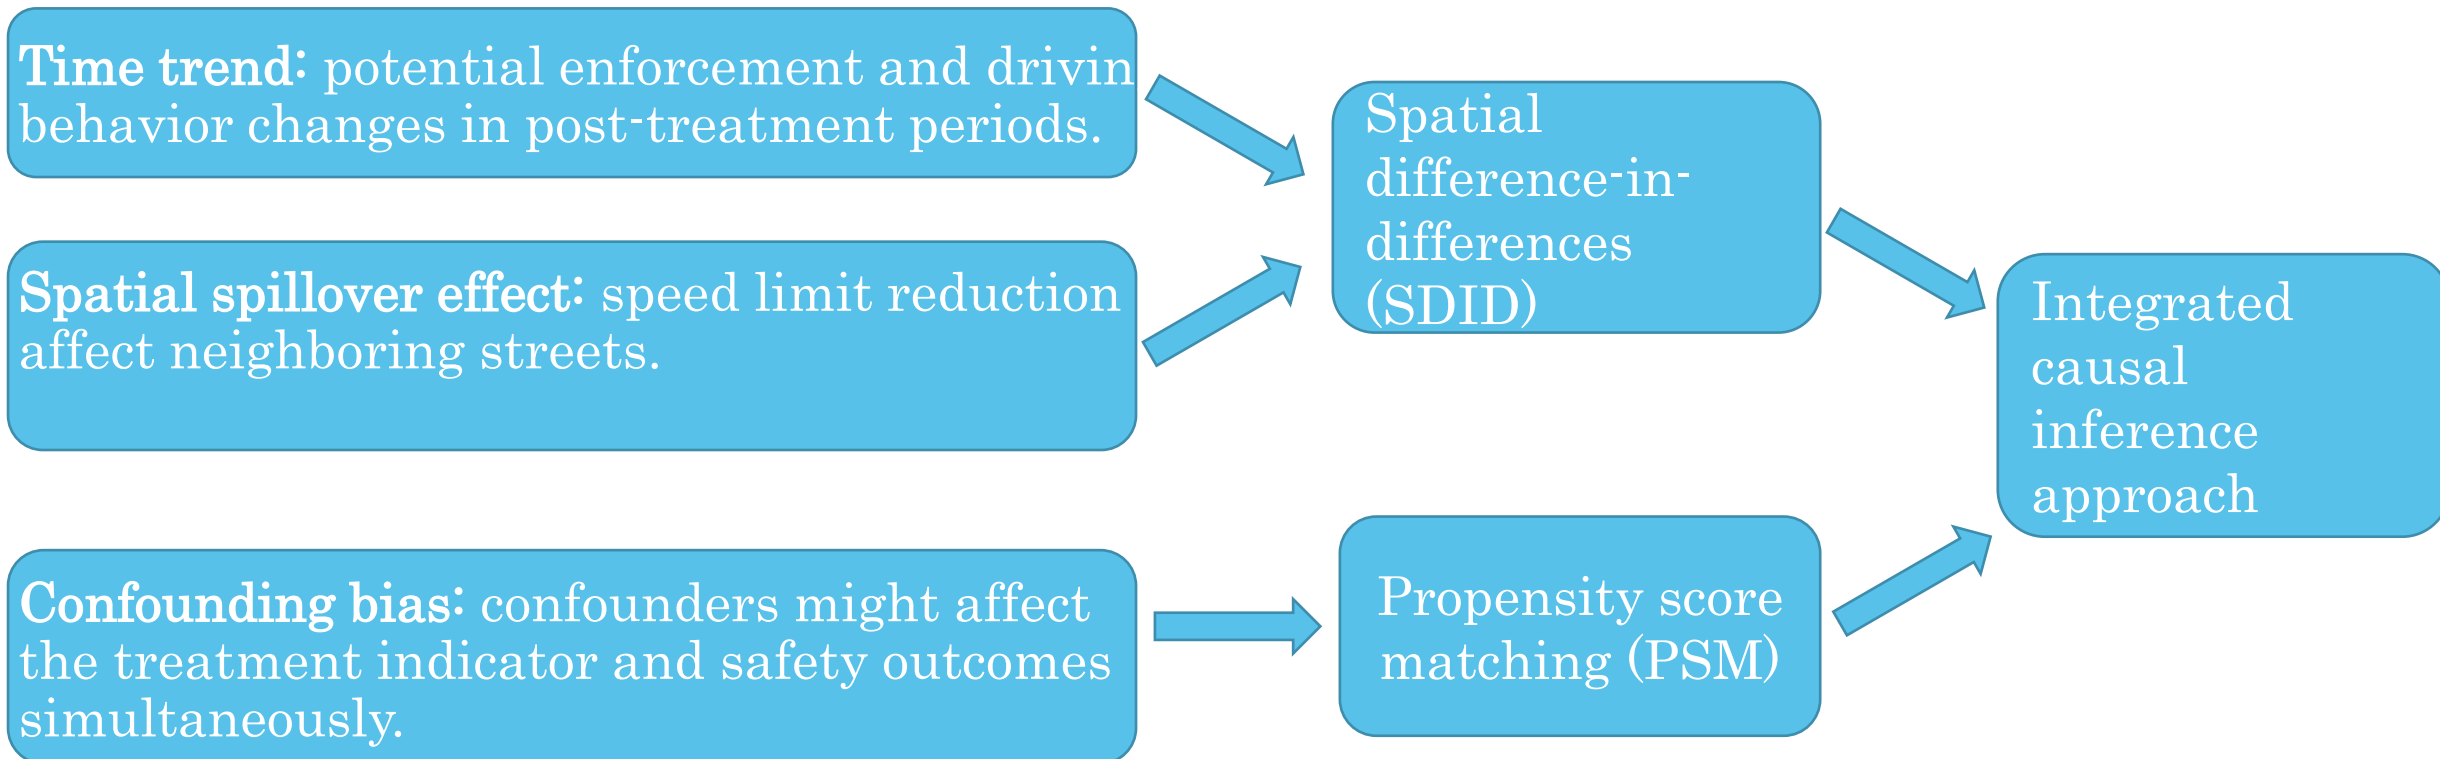 Time trend: potential enforcement and drivin
behavior changes in post-treatment periods.
Spatial spillover effect: speed limit reduction
affect neighboring streets.
Confounding bias: confounders might affect
the treatment indicator and safety outcomes
simultaneously.
Spatial
difference-in-
differences
(SDID)
Propensity score
matching (PSM)
Integrated
causal
inference
approach